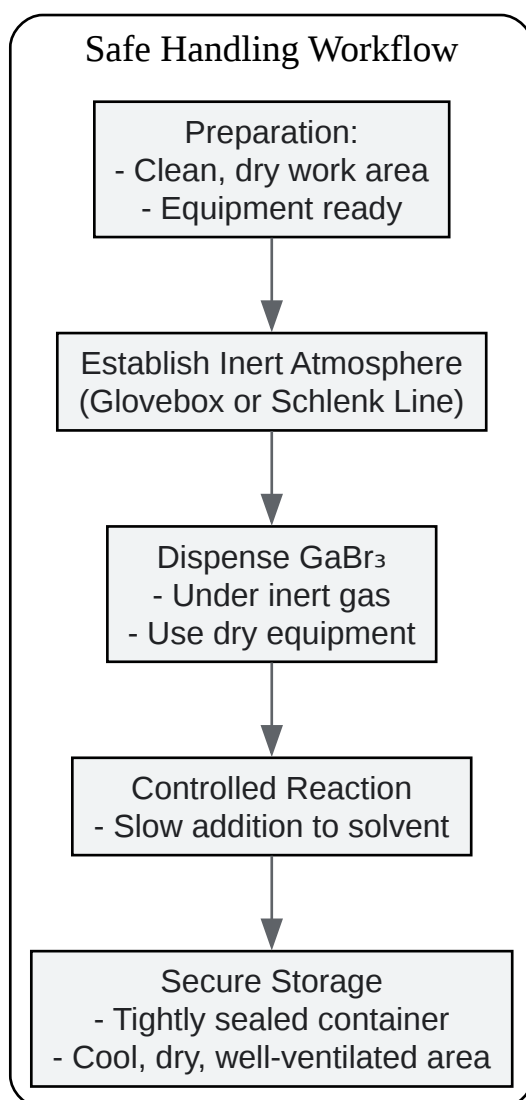 Safe Handling Workflow
Preparation:
- Clean, dry work area
- Equipment ready
Establish Inert Atmosphere
(Glovebox or Schlenk Line)
Dispense GaBr₃
- Under inert gas
- Use dry equipment
Controlled Reaction
- Slow addition to solvent
Secure Storage
- Tightly sealed container
- Cool, dry, well-ventilated area